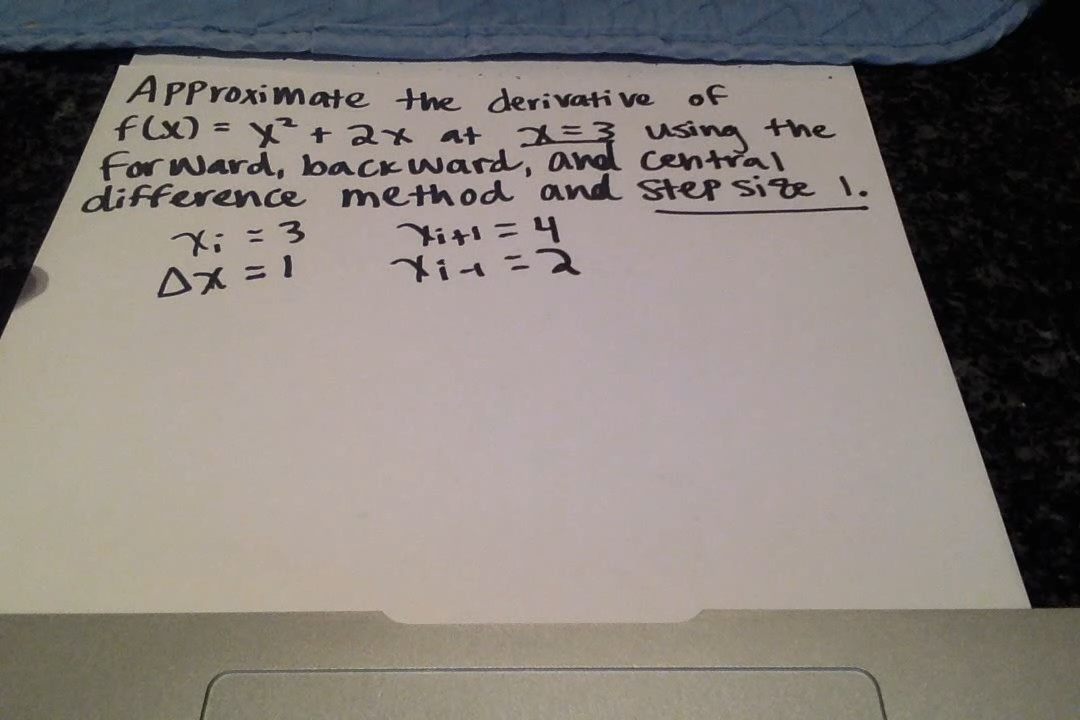 Approximate the derivative of
f(x) = x² + 2x at x=3 using the
forward, backward, and central
difference method and step size 1.
xᵢ = 3 xᵢ₊₁ = 4
Δx = 1 xᵢ₋₁ = 2